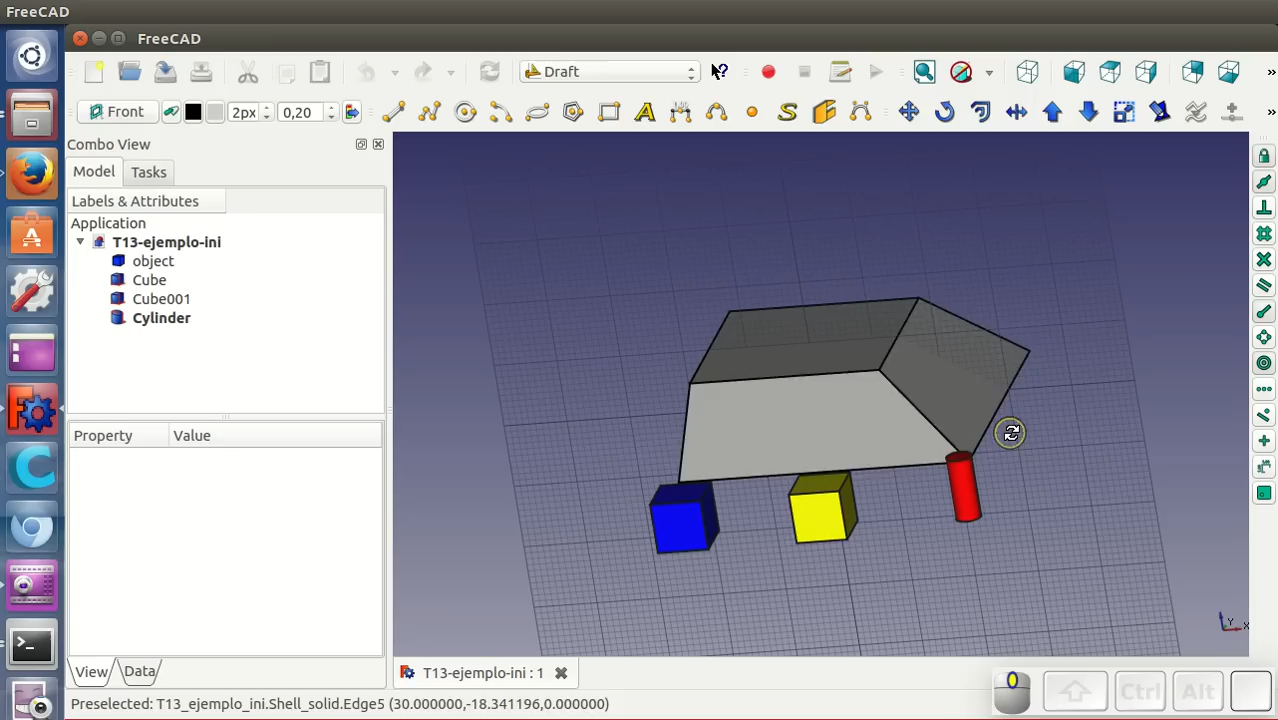 FreeCAD
FreeCAD
Draft
»
Front
2px
0,20
»
Combo View
Model
Tasks
Labels & Attributes
Application
T13-ejemplo-ini
object
Cube
Cube001
Cylinder
Property
Value
Y
X
View
Data
T13-ejemplo-ini : 1
Ctrl
Alt
Preselected: T13_ejemplo_ini.Shell_solid.Edge5 (30.000000,-18.341196,0.000000)